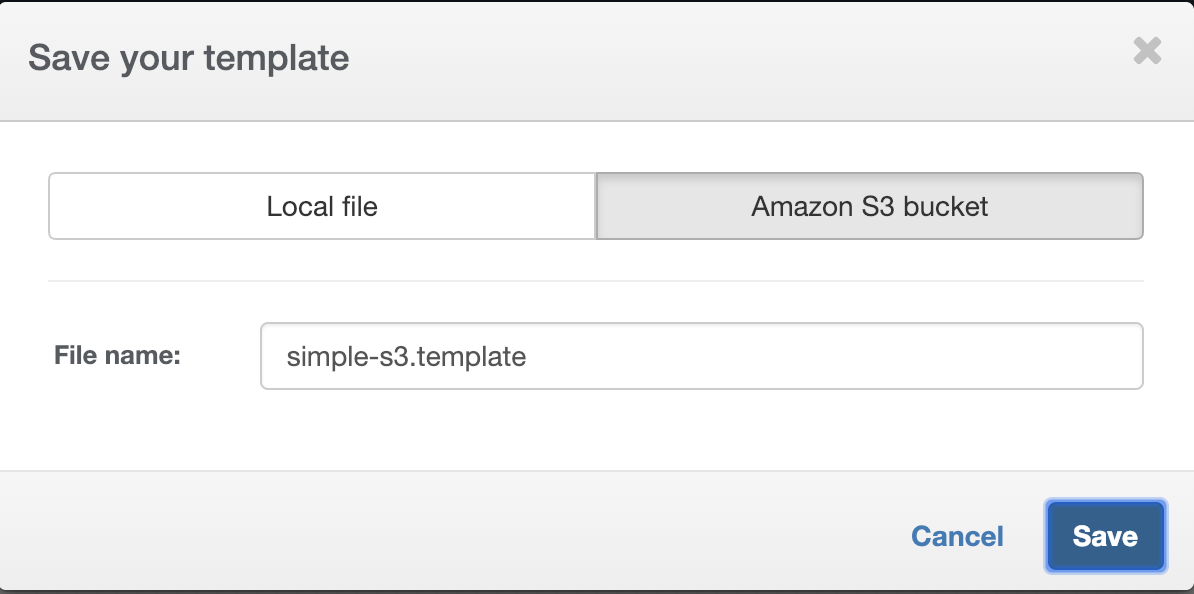 Save your template
Local file
Amazon S3 bucket
File name:
simple-s3.template
Cancel
Save